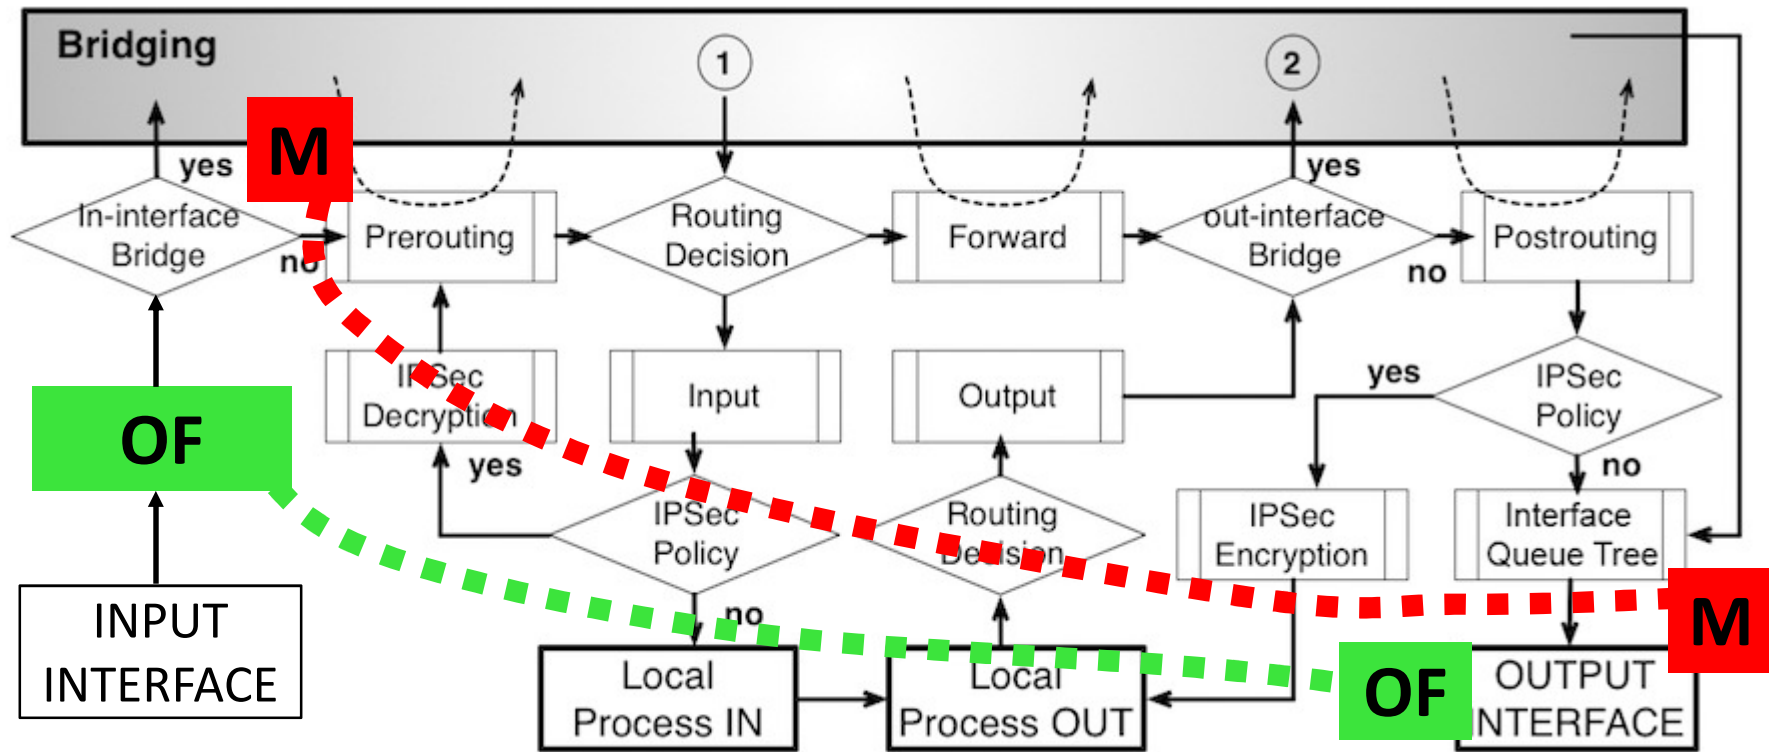 Bridging
1
2
M
yes
yes
In-interface
Bridge
no
Prerouting
Routing
Decision
Forward
out-interface
Bridge
no
Postrouting
IPSec
Decryption
yes
Input
Output
yes
IPSec
Policy
no
OF
IPSec
Policy
no
Routing
Decision
IPSec
Encryption
Interface
Queue Tree
INPUT
INTERFACE
Local
Process IN
Local
Process OUT
OF
OUTPUT
INTERFACE
M